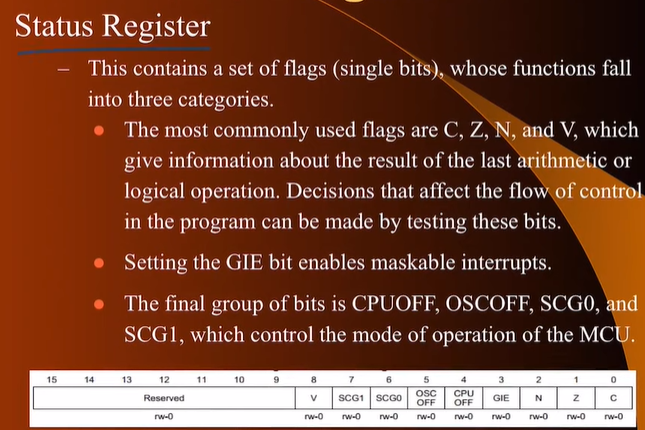 Status Register
– This contains a set of flags (single bits), whose functions fall
into three categories.
• The most commonly used flags are C, Z, N, and V, which
give information about the result of the last arithmetic or
logical operation. Decisions that affect the flow of control
in the program can be made by testing these bits.
• Setting the GIE bit enables maskable interrupts.
• The final group of bits is CPUOFF, OSCOFF, SCG0, and
SCG1, which control the mode of operation of the MCU.
15 14 13 12 11 10 9 8 7 6 5 4 3 2 1 0
Reserved V SCG1 SCG0 OSC OFF CPU OFF GIE N Z C
rw-0 rw-0 rw-0 rw-0 rw-0 rw-0 rw-0 rw-0 rw-0 rw-0